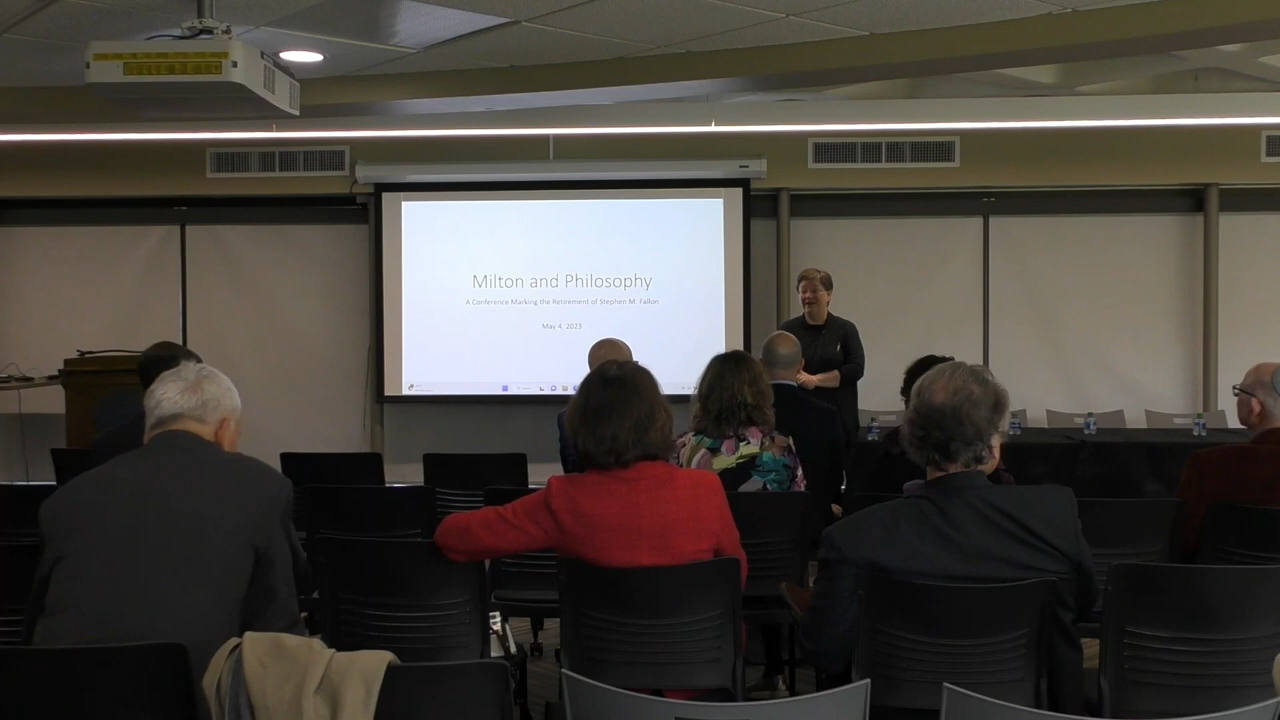 Milton and Philosophy
A Conference Marking the Retirement of Stephen M. Fallon
May 4, 2023